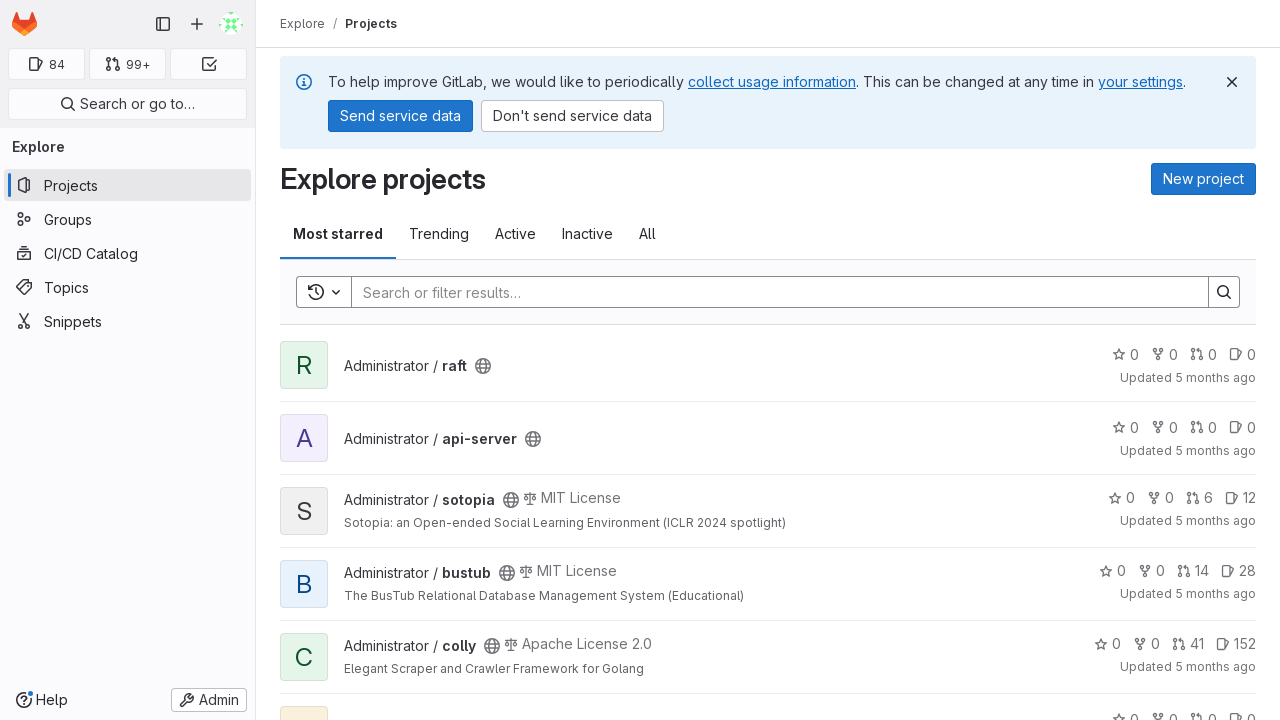 84
99+
Search or go to…
Explore
Projects
Groups
CI/CD Catalog
Topics
Snippets
Help
Admin
Explore / Projects
To help improve GitLab, we would like to periodically collect usage information. This can be changed at any time in your settings.
Send service data
Don't send service data
Explore projects
New project
Most starred
Trending
Active
Inactive
All
Search or filter results…
R
Administrator / raft
0 0 0 0
Updated 5 months ago
A
Administrator / api-server
0 0 0 0
Updated 5 months ago
S
Administrator / sotopia MIT License
Sotopia: an Open-ended Social Learning Environment (ICLR 2024 spotlight)
0 0 6 12
Updated 5 months ago
B
Administrator / bustub MIT License
The BusTub Relational Database Management System (Educational)
0 0 14 28
Updated 5 months ago
C
Administrator / colly Apache License 2.0
Elegant Scraper and Crawler Framework for Golang
0 0 41 152
Updated 5 months ago
0 0 0 0